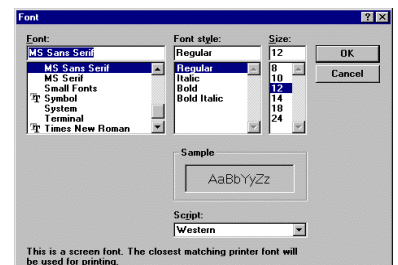 Font
Font: Font style: Size:
MS Sans Serif Regular 12 OK
MS Sans Serif Regular 8 Cancel
MS Serif Italic 10
Small Fonts Bold 12
Symbol Bold Italic 14
System 18
Terminal 24
Times New Roman
Sample
AaBbYyZz
Script:
Western
This is a screen font. The closest matching printer font will
be used for printing.